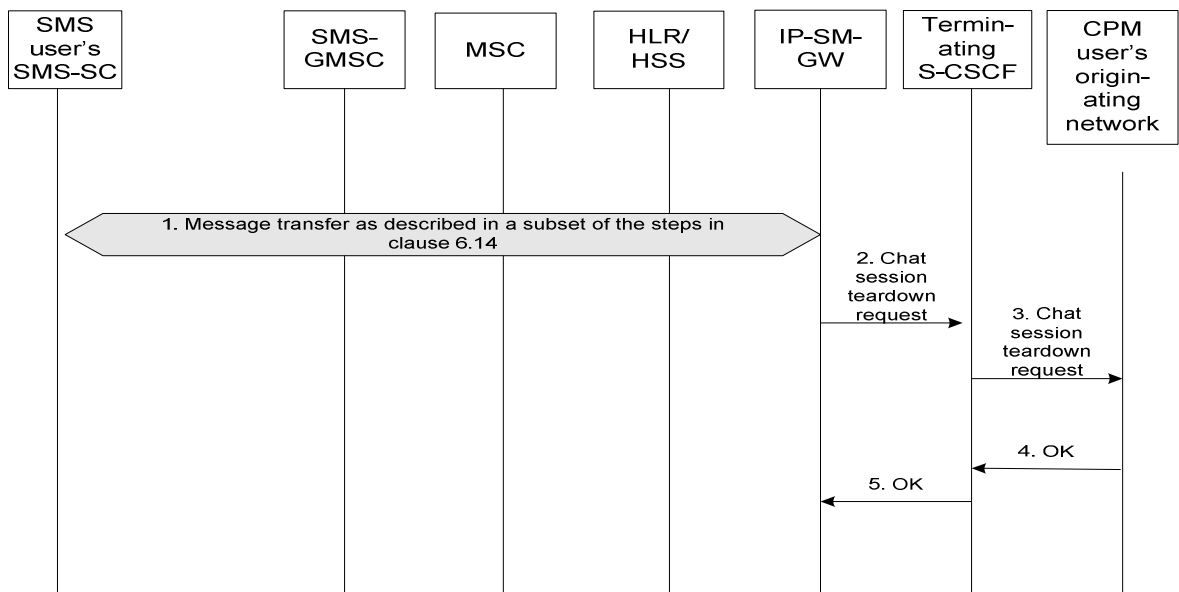 SMS
user's
SMS-SC
SMS-
GMSC
MSC
HLR/
HSS
IP-SM-
GW
Termin-
ating
S-CSCF
CPM
user's
origin-
ating
network
1. Message transfer as described in a subset of the steps in
clause 6.14
2. Chat
session
teardown
request
3. Chat
session
teardown
request
4. OK
5. OK